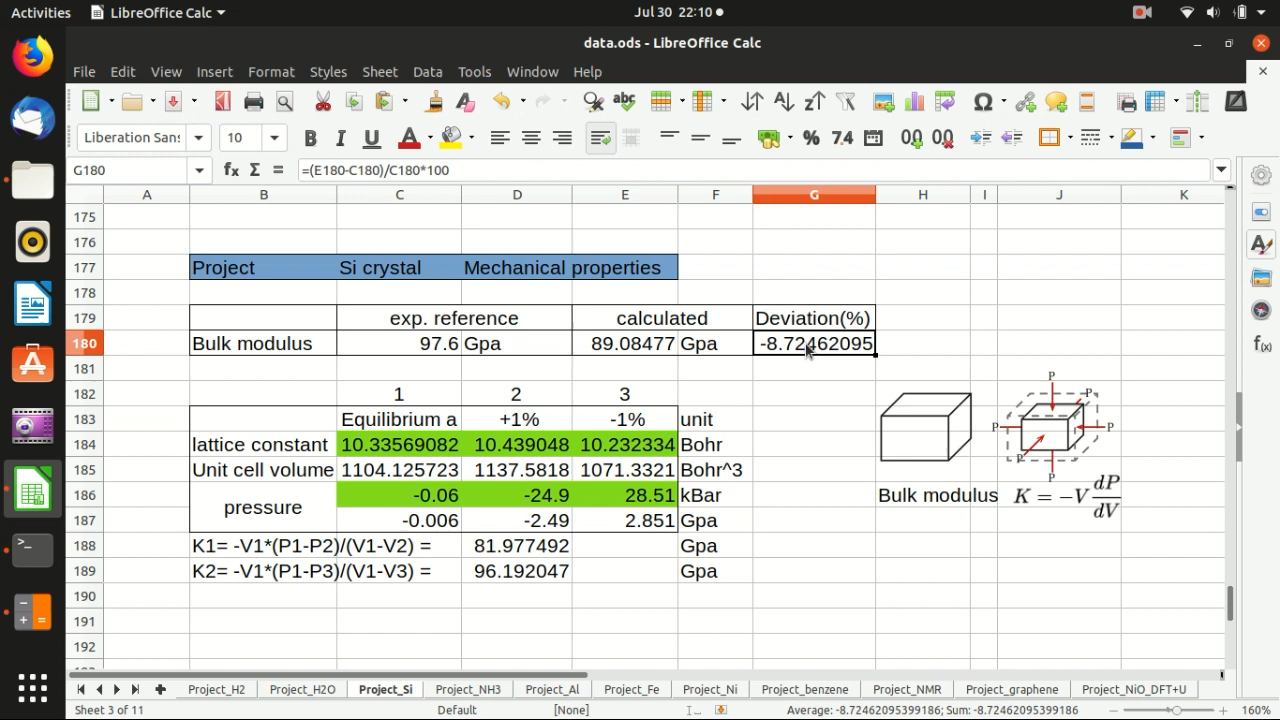 Activities LibreOffice Calc Jul 30 22:10
data.ods - LibreOffice Calc
File Edit View Insert Format Styles Sheet Data Tools Window Help
Liberation Sans 10
G180 =(E180-C180)/C180*100
A B C D E F G H I J K
175
176
177 Project Si crystal Mechanical properties
178
179 exp. reference calculated Deviation(%)
180 Bulk modulus 97.6 Gpa 89.08477 Gpa -8.72462095
181
182 1 2 3
183 Equilibrium a +1% -1% unit
184 lattice constant 10.33569082 10.439048 10.232334 Bohr
185 Unit cell volume 1104.125723 1137.5818 1071.3321 Bohr^3
186 pressure -0.06 -24.9 28.51 kBar
187 -0.006 -2.49 2.851 Gpa
188 K1= -V1*(P1-P2)/(V1-V2) = 81.977492 Gpa
189 K2= -V1*(P1-P3)/(V1-V3) = 96.192047 Gpa
190
191
192
P
P
P P
P
P
Bulk modulus K = −V dP/dV
Project_H2 Project_H2O Project_Si Project_NH3 Project_Al Project_Fe Project_Ni Project_benzene Project_NMR Project_graphene Project_NiO_DFT+U
Sheet 3 of 11 Default [None] Average: -8.72462095399186; Sum: -8.72462095399186 160%